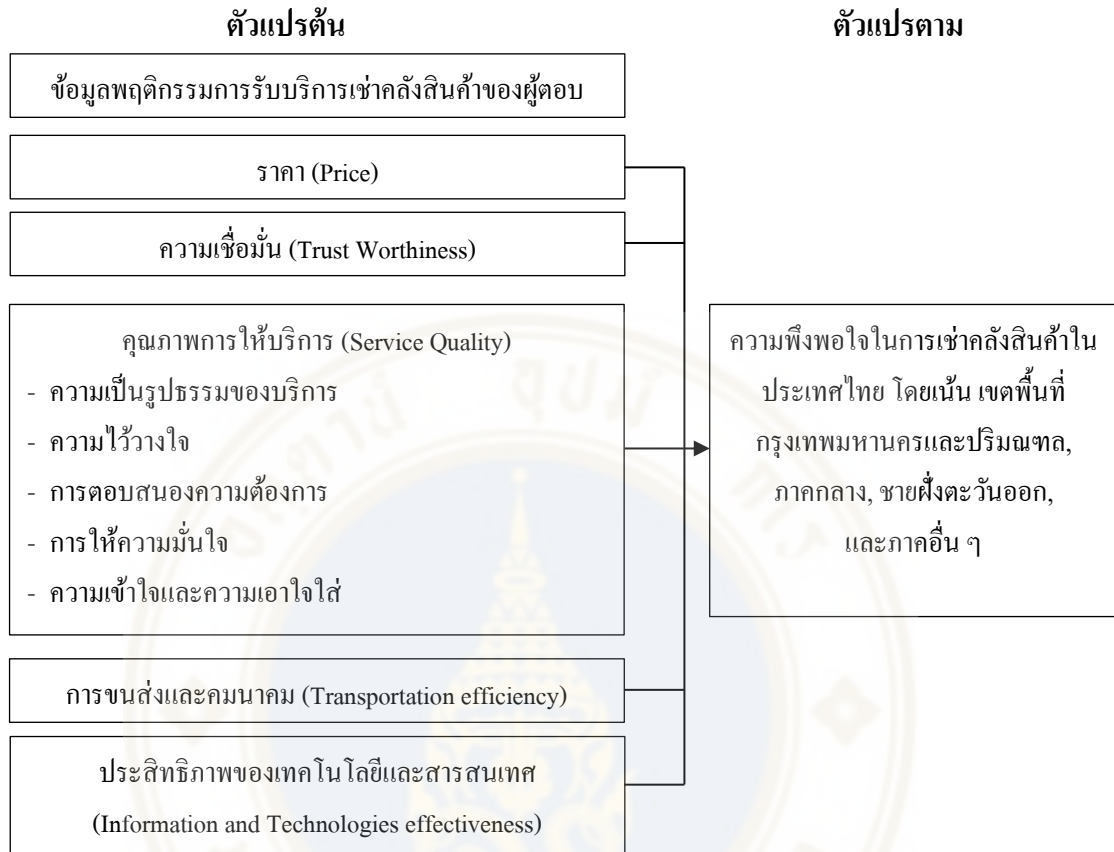 ตัวแปรต้น
ตัวแปรตาม
ข้อมูลพฤติกรรมการรับบริการเช่าคลังสินค้าของผู้ตอบ
ราคา (Price)
ความเชื่อมั่น (Trust Worthiness)
คุณภาพการให้บริการ (Service Quality)
- ความเป็นรูปธรรมของบริการ
- ความไว้วางใจ
- การตอบสนองความต้องการ
- การให้ความมั่นใจ
- ความเข้าใจและความเอาใจใส่
ความพึงพอใจในการเช่าคลังสินค้าใน
ประเทศไทย โดยเน้น เขตพื้นที่
กรุงเทพมหานครและปริมณฑล,
ภาคกลาง, ชายฝั่งตะวันออก,
และภาคอื่น ๆ
การขนส่งและคมนาคม (Transportation efficiency)
ประสิทธิภาพของเทคโนโลยีและสารสนเทศ
(Information and Technologies effectiveness)